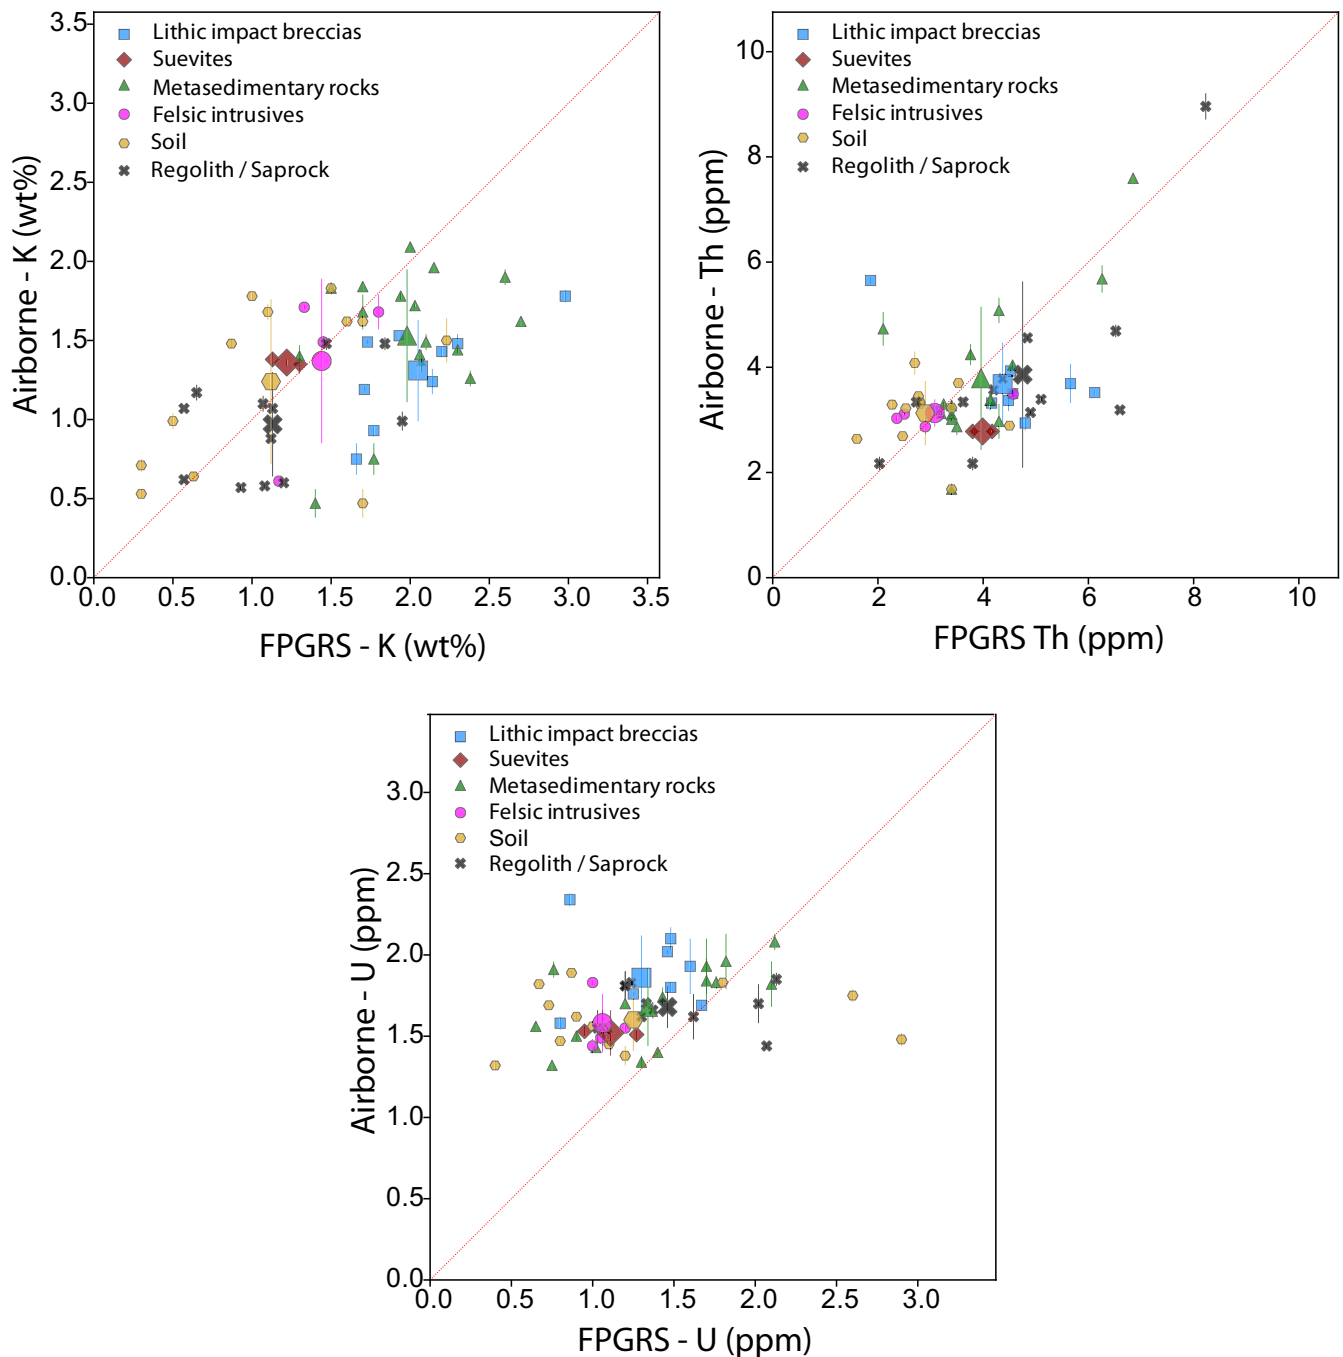 3.5
3.0
2.5
2.0
1.5
1.0
0.5
0.0
Airborne - K (wt%)
Lithic impact breccias
Suevites
Metasedimentary rocks
Felsic intrusives
Soil
Regolith / Saprock
0.0 0.5 1.0 1.5 2.0 2.5 3.0 3.5
FPGRS - K (wt%)
10
8
6
4
2
0
Airborne - Th (ppm)
Lithic impact breccias
Suevites
Metasedimentary rocks
Felsic intrusives
Soil
Regolith / Saprock
0 2 4 6 8 10
FPGRS Th (ppm)
3.0
2.5
2.0
1.5
1.0
0.5
0.0
Airborne - U (ppm)
Lithic impact breccias
Suevites
Metasedimentary rocks
Felsic intrusives
Soil
Regolith / Saprock
0.0 0.5 1.0 1.5 2.0 2.5 3.0
FPGRS - U (ppm)